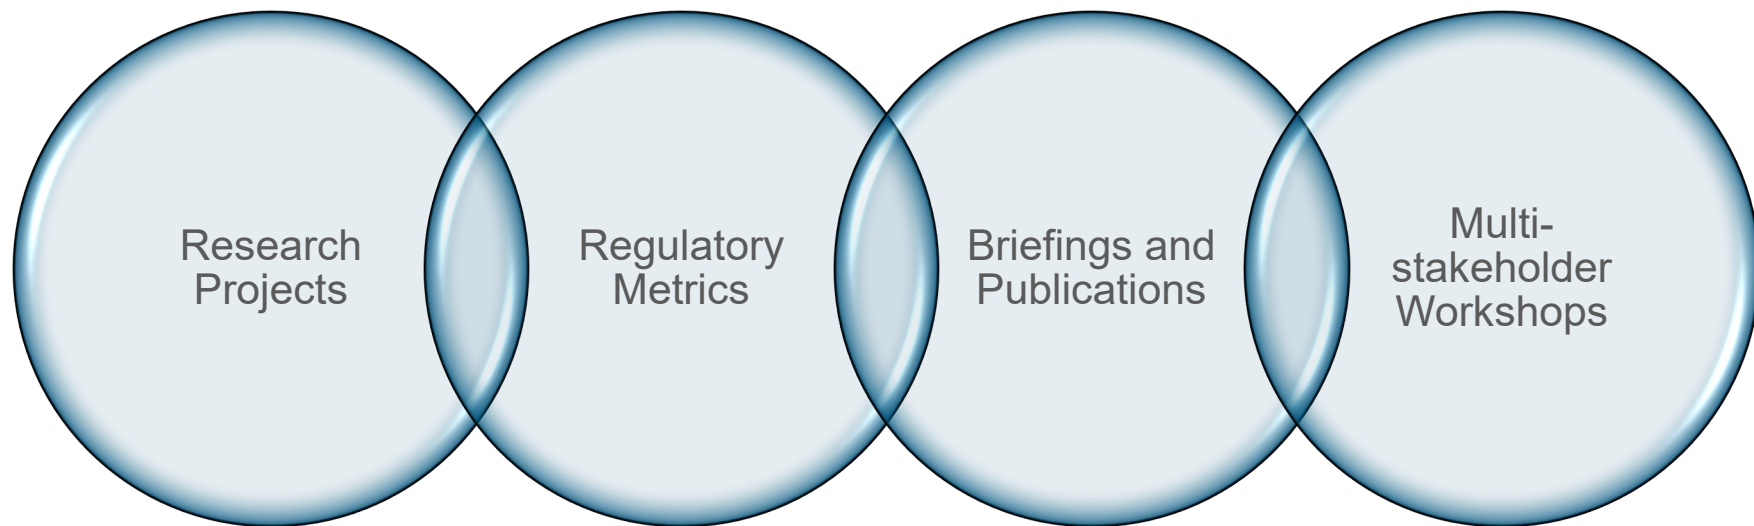 Research
Projects
Regulatory
Metrics
Briefings and
Publications
Multi-
stakeholder
Workshops